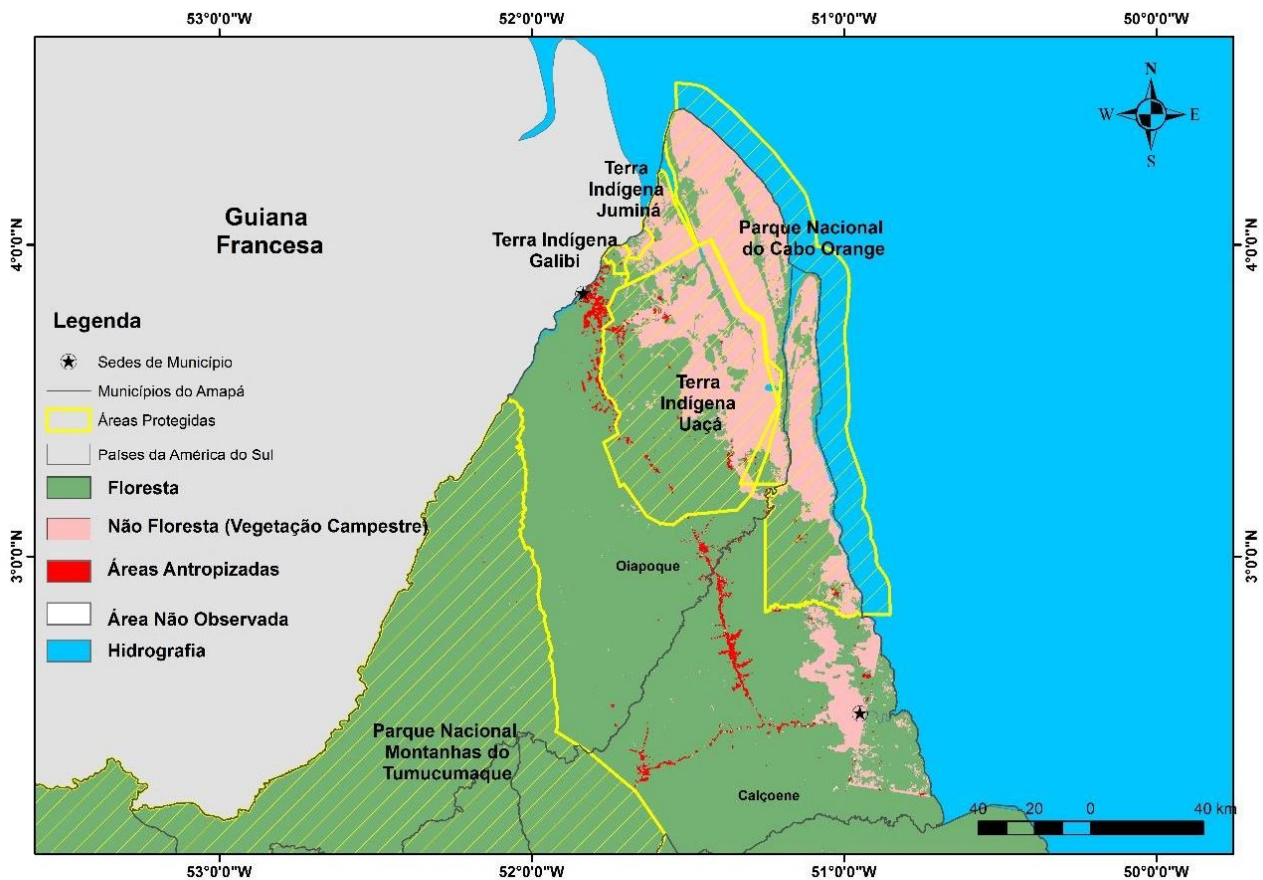 53°0'0"W
52°0'0"W
51°0'0"W
50°0'0"W
N
W
E
S
4°0'0"N
3°0'0"N
4°0'0"N
3°0'0"N
Guiana
Francesa
Terra
Indígena
Juminá
Terra Indígena
Galibi
Parque Nacional
do Cabo Orange
Terra
Indígena
Uaçá
Oiapoque
Parque Nacional
Montanhas do
Tumucumaque
Calçoene
Legenda
Sedes de Município
Municípios do Amapá
Áreas Protegidas
Países da América do Sul
Floresta
Não Floresta (Vegetação Campestre)
Áreas Antropizadas
Área Não Observada
Hidrografia
40 20 0 40 km
53°0'0"W
52°0'0"W
51°0'0"W
50°0'0"W